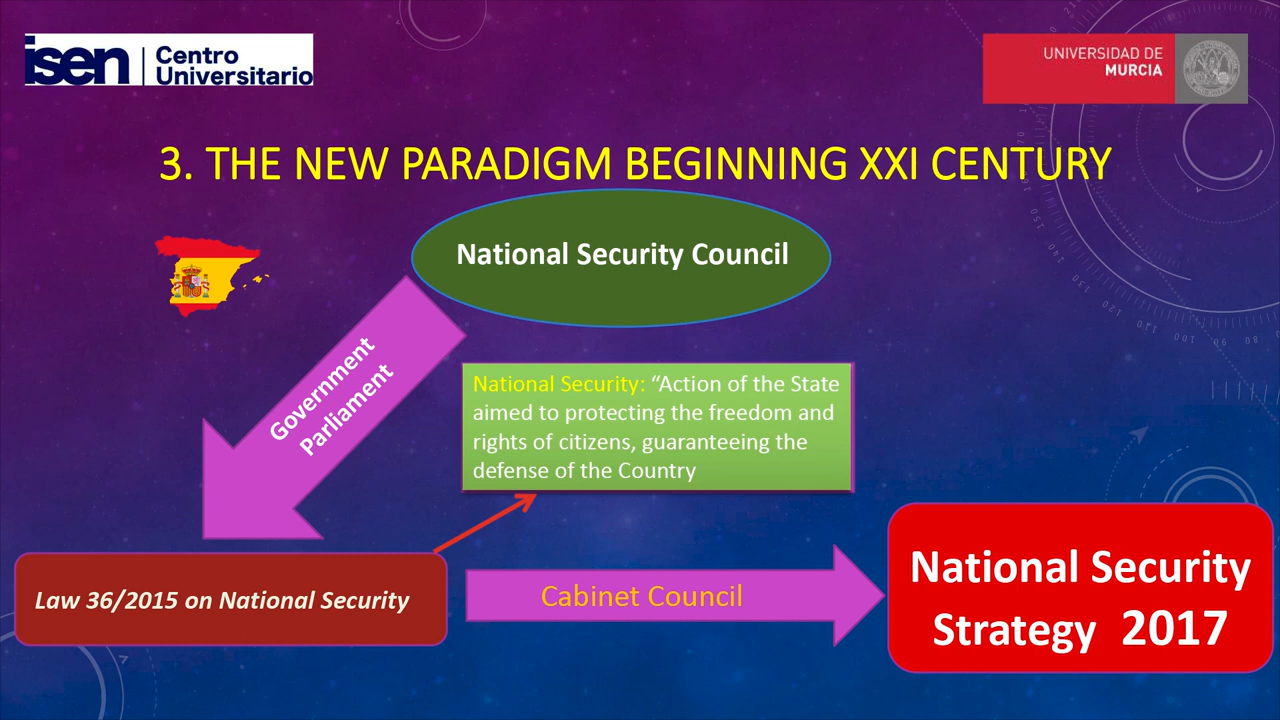 isen Centro
Universitario
UNIVERSIDAD DE
MURCIA
3. THE NEW PARADIGM BEGINNING XXI CENTURY
National Security Council
Government
Parliament
National Security: “Action of the State
aimed to protecting the freedom and
rights of citizens, guaranteeing the
defense of the Country
Law 36/2015 on National Security
Cabinet Council
National Security
Strategy 2017